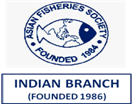 ASIAN FISHERIES SOCIETY
FOUNDED 1984
INDIAN BRANCH
(FOUNDED 1986)